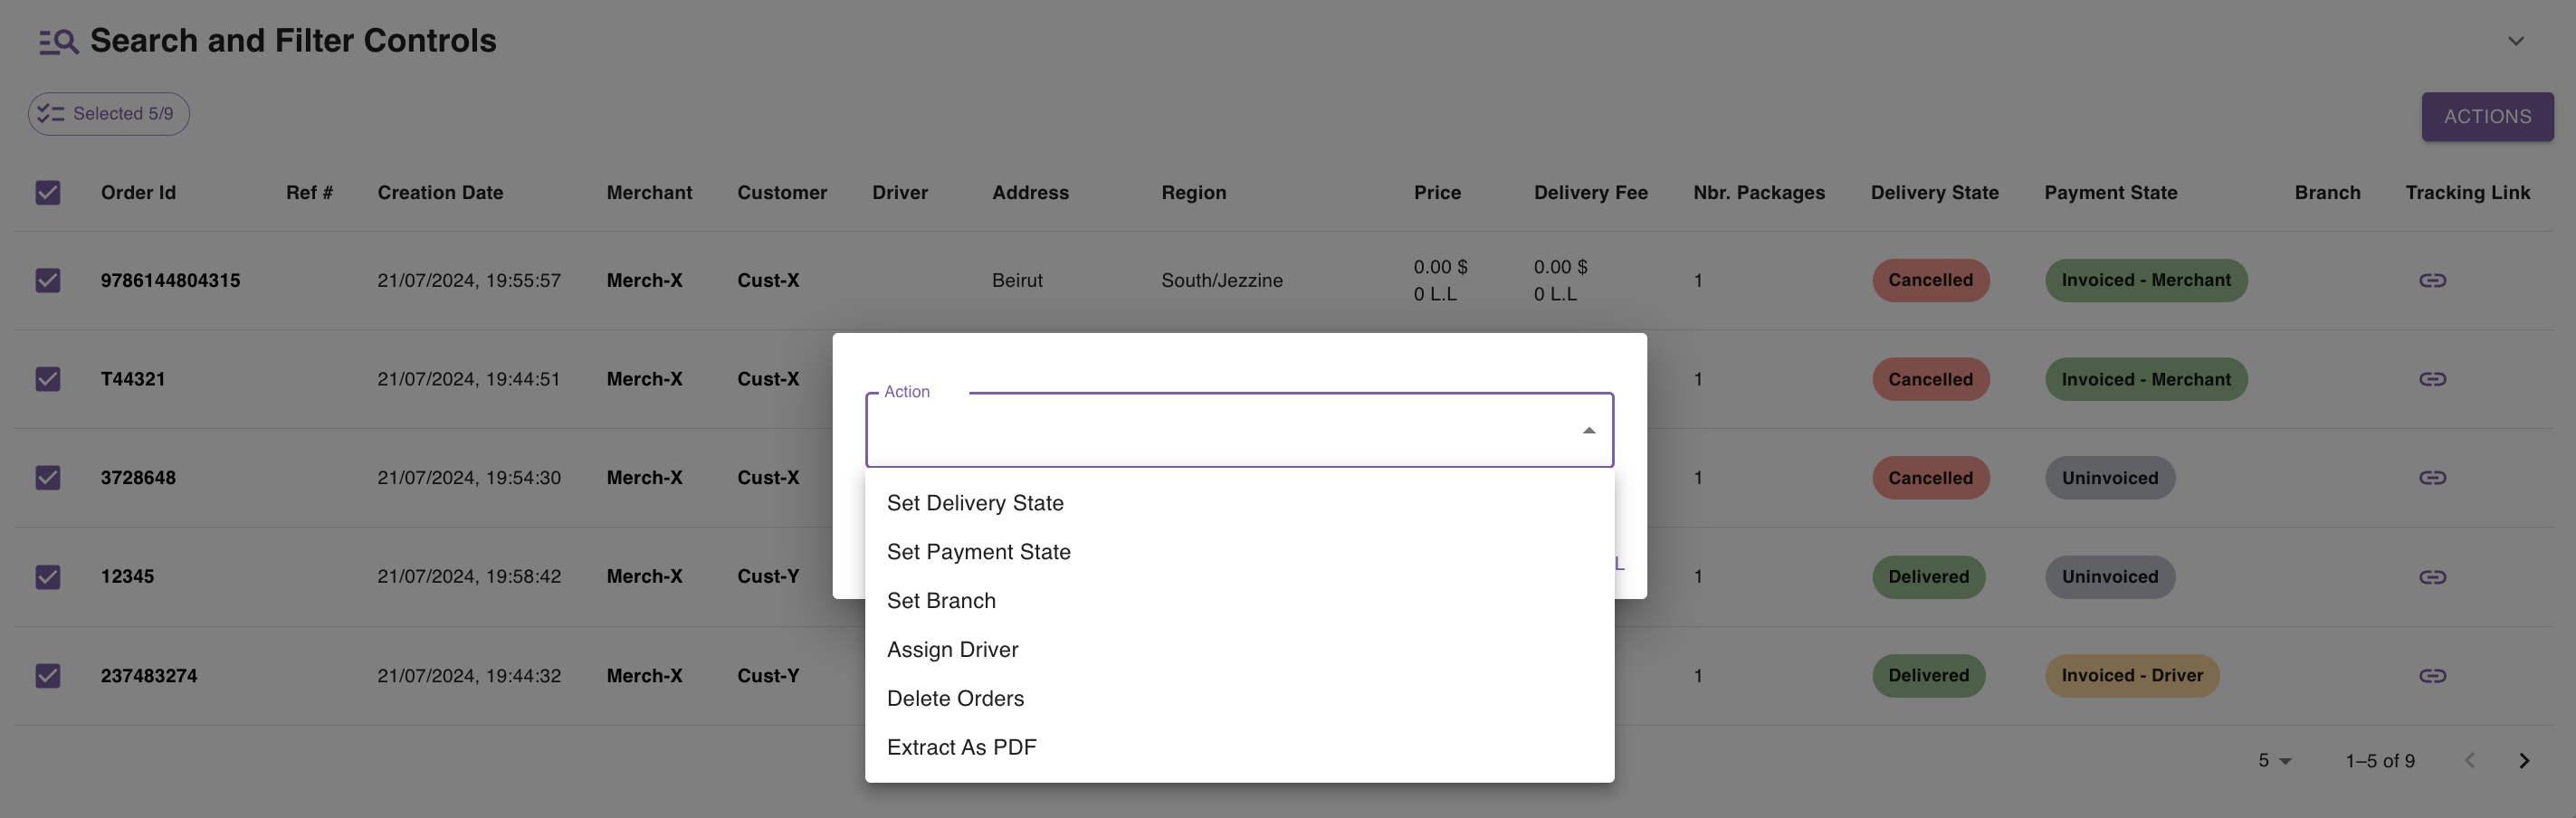 Search and Filter Controls
Selected 5/9
ACTIONS
Order Id Ref # Creation Date Merchant Customer Driver Address Region Price Delivery Fee Nbr. Packages Delivery State Payment State Branch Tracking Link
9786144804315 21/07/2024, 19:55:57 Merch-X Cust-X Beirut South/Jezzine 0.00 $ 0.00 $ 1 Cancelled Invoiced - Merchant
0 L.L 0 L.L
T44321 21/07/2024, 19:44:51 Merch-X Cust-X 1 Cancelled Invoiced - Merchant
3728648 21/07/2024, 19:54:30 Merch-X Cust-X 1 Cancelled Uninvoiced
12345 21/07/2024, 19:58:42 Merch-X Cust-Y 1 Delivered Uninvoiced
237483274 21/07/2024, 19:44:32 Merch-X Cust-Y 1 Delivered Invoiced - Driver
Action
Set Delivery State
Set Payment State
Set Branch
Assign Driver
Delete Orders
Extract As PDF
L
5 1–5 of 9